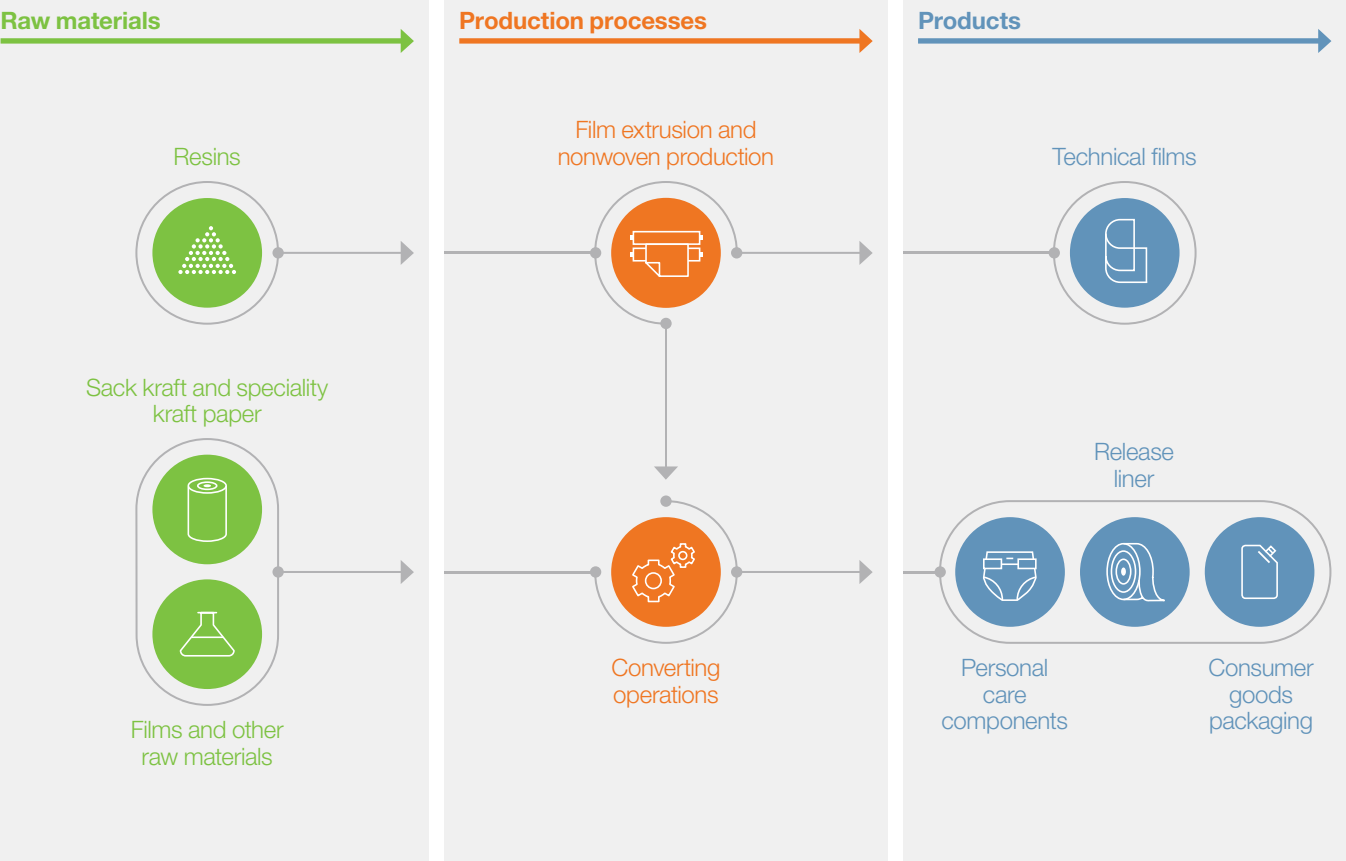 Raw materials
Production processes
Products
Resins
Sack kraft and speciality
kraft paper
Films and other
raw materials
Film extrusion and
nonwoven production
Converting
operations
Technical films
Release
liner
Personal
care
components
Consumer
goods
packaging